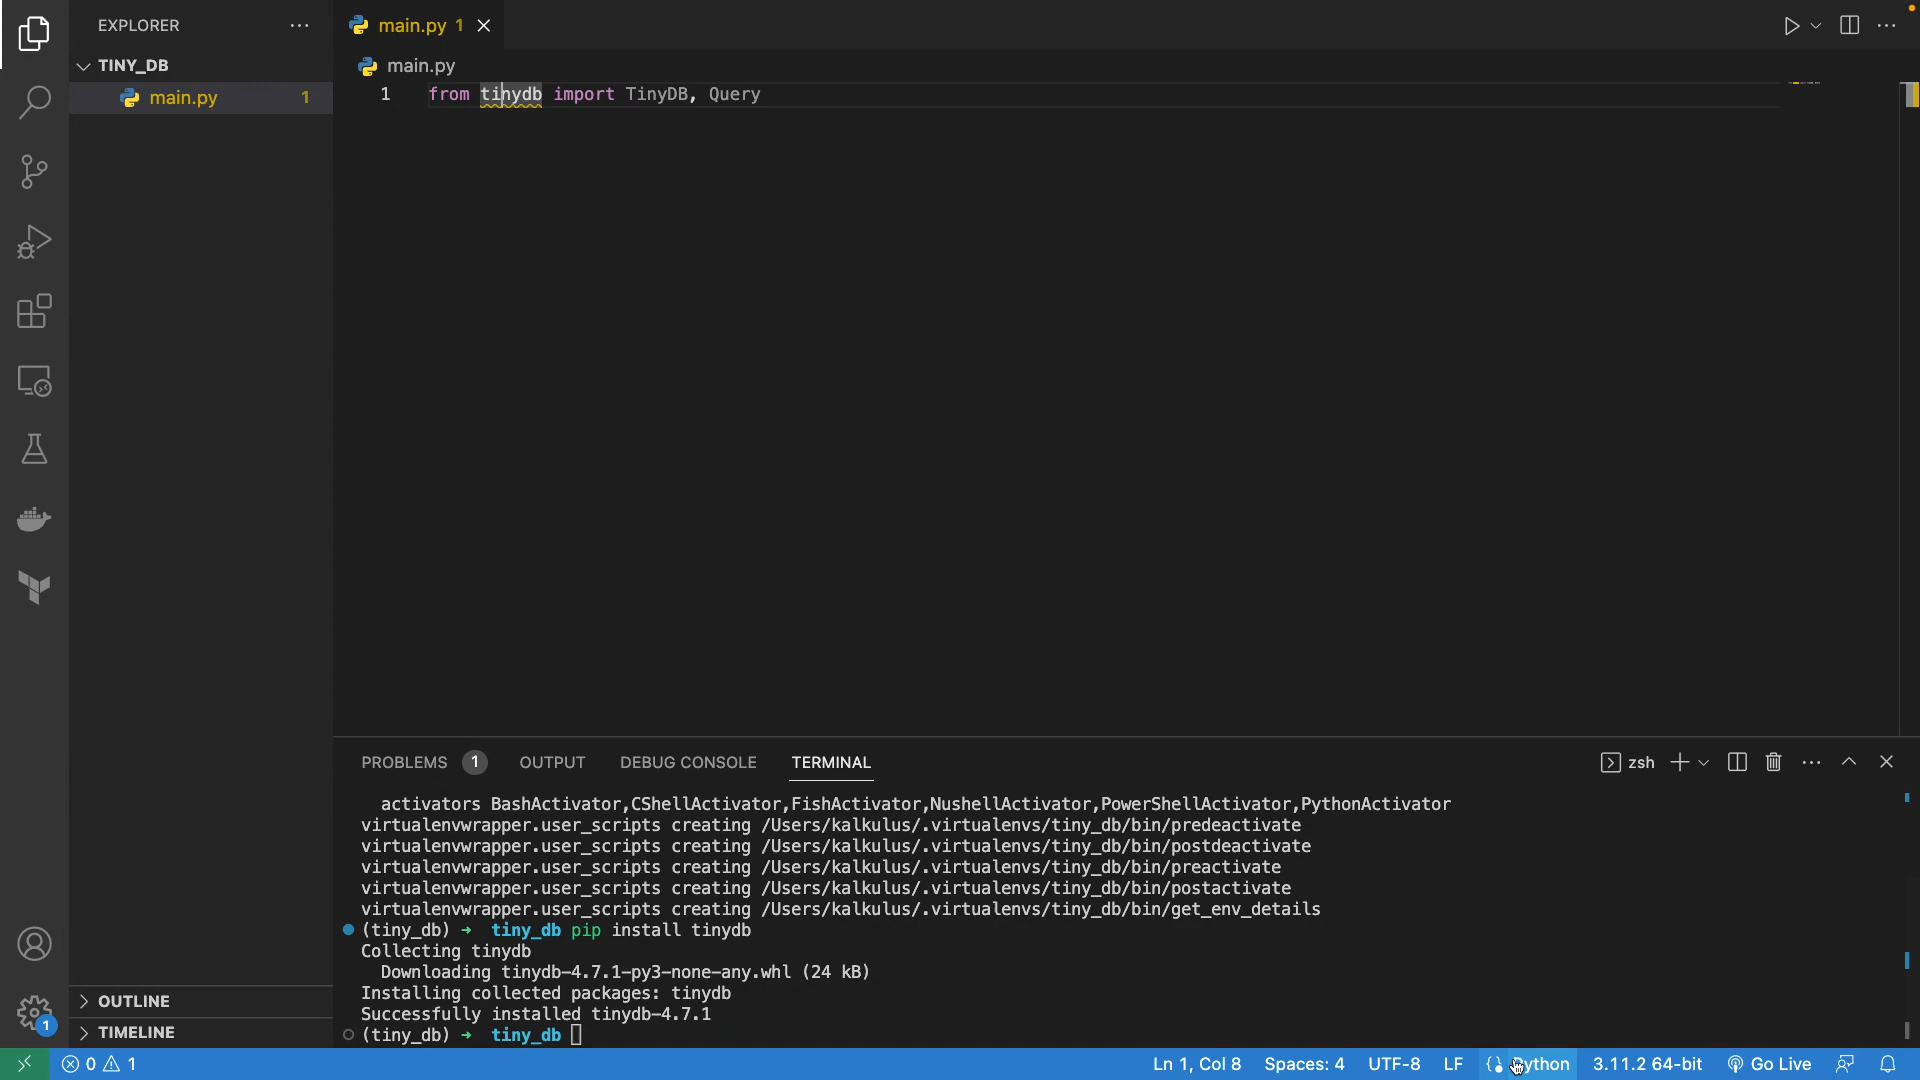 EXPLORER
TINY_DB
main.py 1
OUTLINE
TIMELINE
1
main.py 1
main.py
1 from tinydb import TinyDB, Query
PROBLEMS 1 OUTPUT DEBUG CONSOLE TERMINAL zsh
activators BashActivator,CShellActivator,FishActivator,NushellActivator,PowerShellActivator,PythonActivator
virtualenvwrapper.user_scripts creating /Users/kalkulus/.virtualenvs/tiny_db/bin/predeactivate
virtualenvwrapper.user_scripts creating /Users/kalkulus/.virtualenvs/tiny_db/bin/postdeactivate
virtualenvwrapper.user_scripts creating /Users/kalkulus/.virtualenvs/tiny_db/bin/preactivate
virtualenvwrapper.user_scripts creating /Users/kalkulus/.virtualenvs/tiny_db/bin/postactivate
virtualenvwrapper.user_scripts creating /Users/kalkulus/.virtualenvs/tiny_db/bin/get_env_details
(tiny_db) → tiny_db pip install tinydb
Collecting tinydb
Downloading tinydb-4.7.1-py3-none-any.whl (24 kB)
Installing collected packages: tinydb
Successfully installed tinydb-4.7.1
(tiny_db) → tiny_db
0 1 Ln 1, Col 8 Spaces: 4 UTF-8 LF {} Python 3.11.2 64-bit Go Live